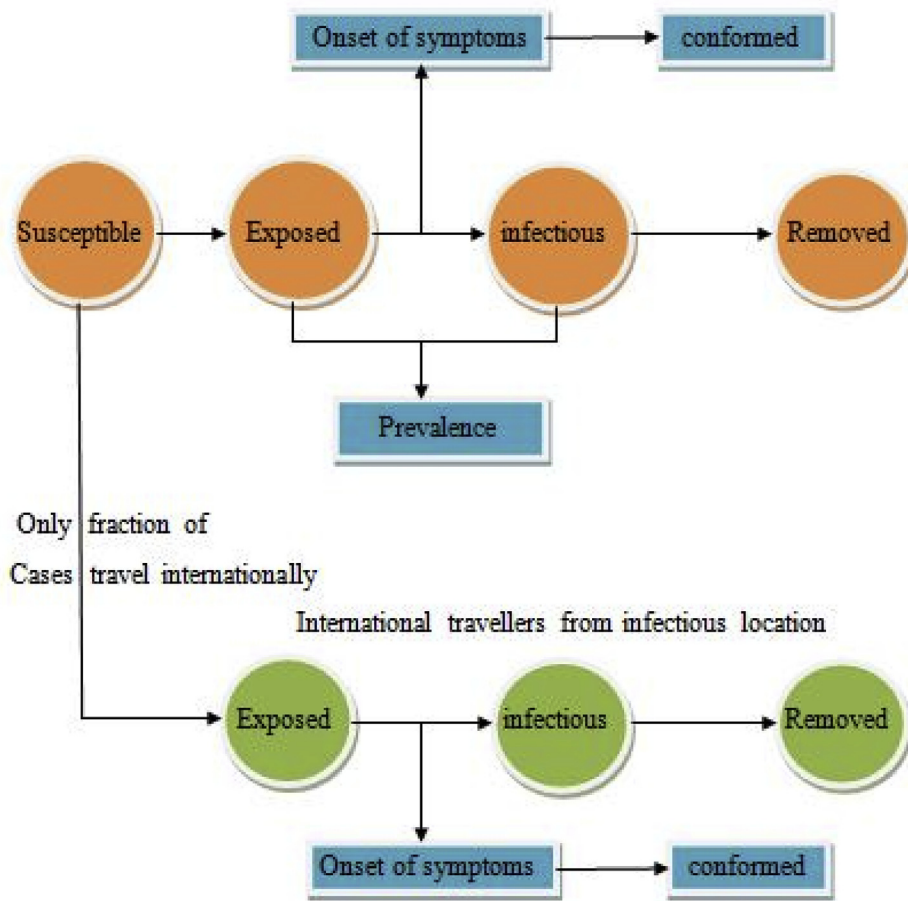 Onset of symptoms
conformed
Susceptible
Exposed
infectious
Removed
Prevalence
Only fraction of
Cases travel internationally
International travellers from infectious location
Exposed
infectious
Removed
Onset of symptoms
conformed